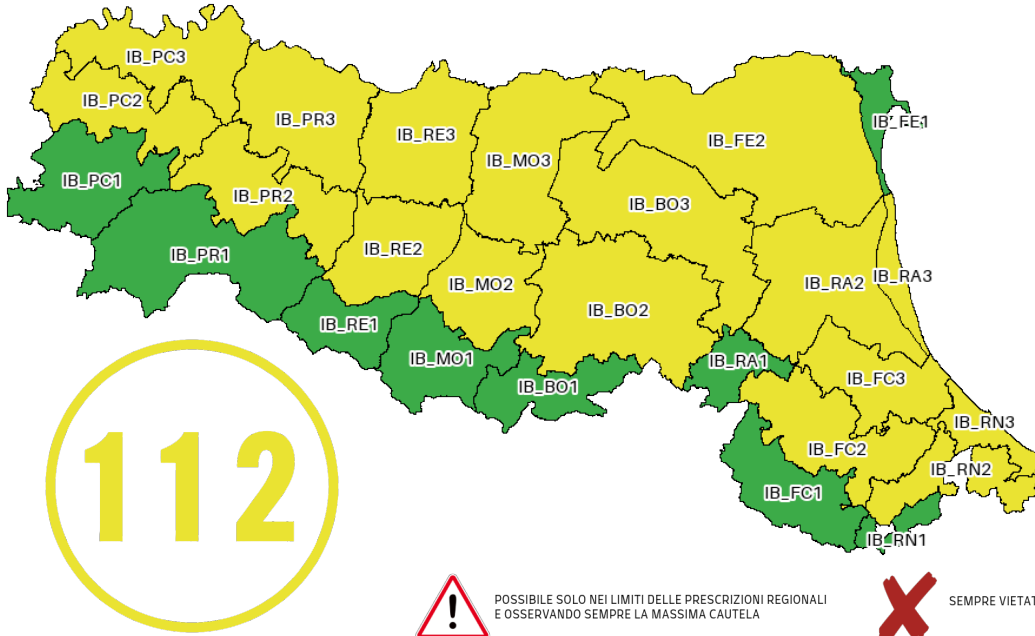 IB_PC3
IB_PC2
IB_PR3
IB_RE3
IB_FE1
IB_FE2
IB_MO3
IB_PC1
IB_PR2
IB_BO3
IB_PR1
IB_RE2
IB_RA3
IB_RA2
IB_MO2
IB_BO2
IB_RE1
IB_MO1
IB_RA1
IB_BO1
IB_FC3
IB_RN3
IB_FC2
IB_RN2
IB_FC1
IB_RN1
112
POSSIBILE SOLO NEI LIMITI DELLE PRESCRIZIONI REGIONALI
E OSSERVANDO SEMPRE LA MASSIMA CAUTELA
!
SEMPRE VIETAT